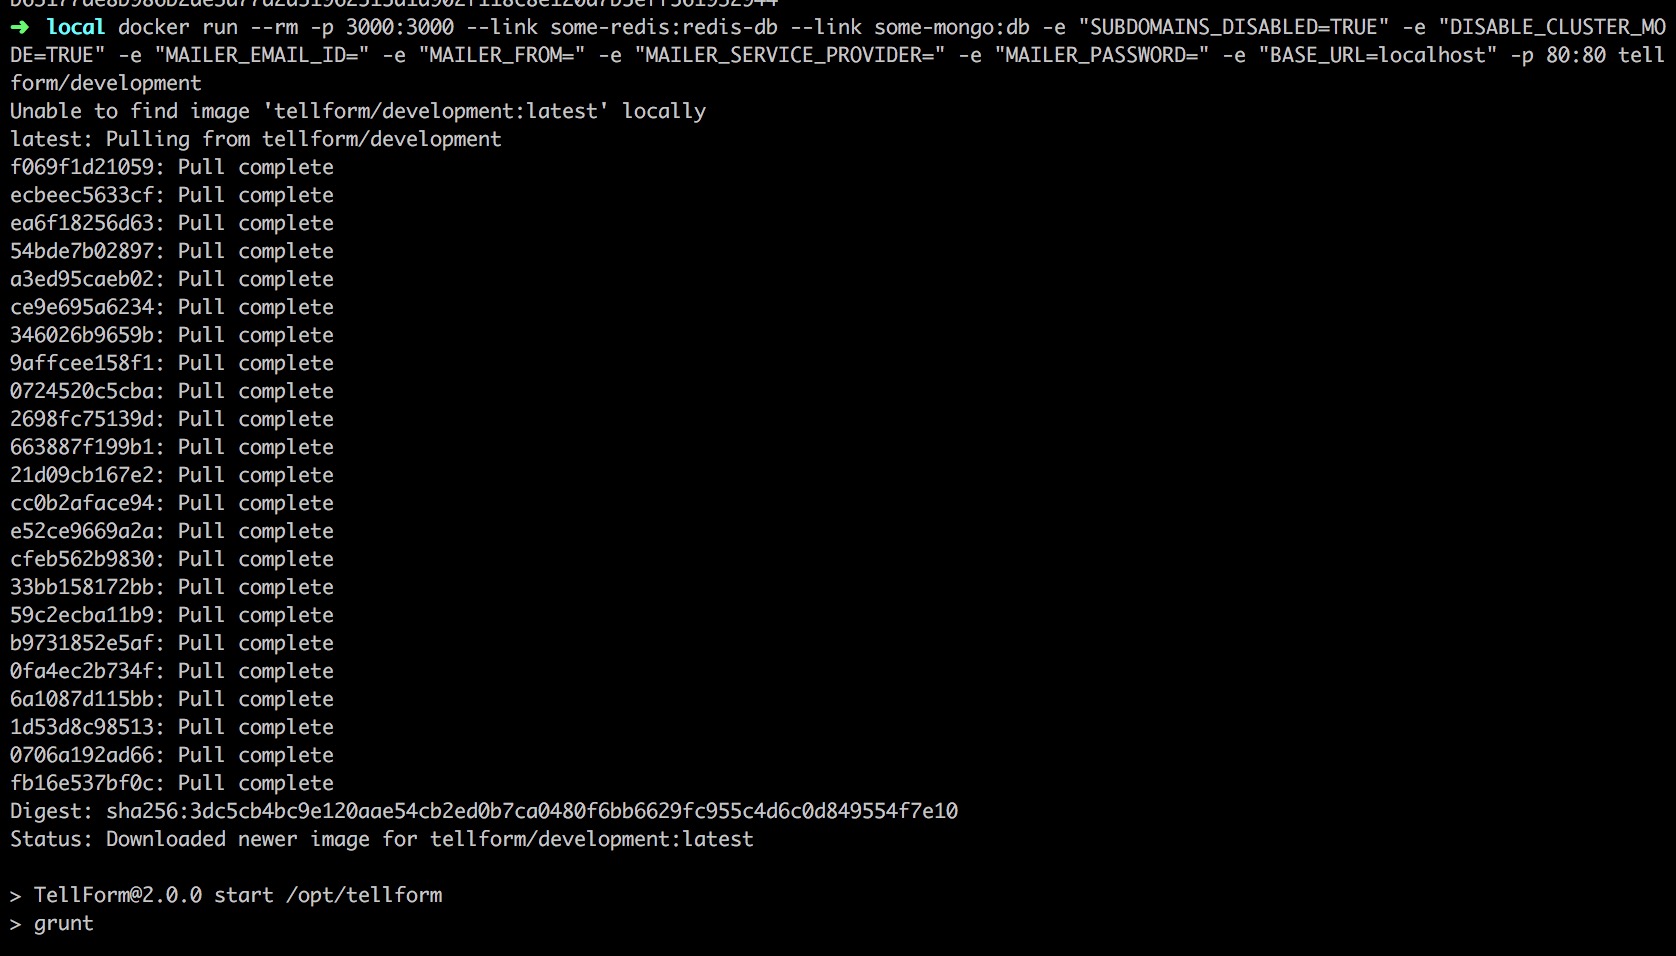 ➜ local docker run --rm -p 3000:3000 --link some-redis:redis-db --link some-mongo:db -e "SUBDOMAINS_DISABLED=TRUE" -e "DISABLE_CLUSTER_MO
DE=TRUE" -e "MAILER_EMAIL_ID=" -e "MAILER_FROM=" -e "MAILER_SERVICE_PROVIDER=" -e "MAILER_PASSWORD=" -e "BASE_URL=localhost" -p 80:80 tell
form/development
Unable to find image 'tellform/development:latest' locally
latest: Pulling from tellform/development
f069f1d21059: Pull complete
ecbeec5633cf: Pull complete
ea6f18256d63: Pull complete
54bde7b02897: Pull complete
a3ed95caeb02: Pull complete
ce9e695a6234: Pull complete
346026b9659b: Pull complete
9affcee158f1: Pull complete
0724520c5cba: Pull complete
2698fc75139d: Pull complete
663887f199b1: Pull complete
21d09cb167e2: Pull complete
cc0b2aface94: Pull complete
e52ce9669a2a: Pull complete
cfeb562b9830: Pull complete
33bb158172bb: Pull complete
59c2ecba11b9: Pull complete
b9731852e5af: Pull complete
0fa4ec2b734f: Pull complete
6a1087d115bb: Pull complete
1d53d8c98513: Pull complete
0706a192ad66: Pull complete
fb16e537bf0c: Pull complete
Digest: sha256:3dc5cb4bc9e120aae54cb2ed0b7ca0480f6bb6629fc955c4d6c0d849554f7e10
Status: Downloaded newer image for tellform/development:latest
> TellForm@2.0.0 start /opt/tellform
> grunt